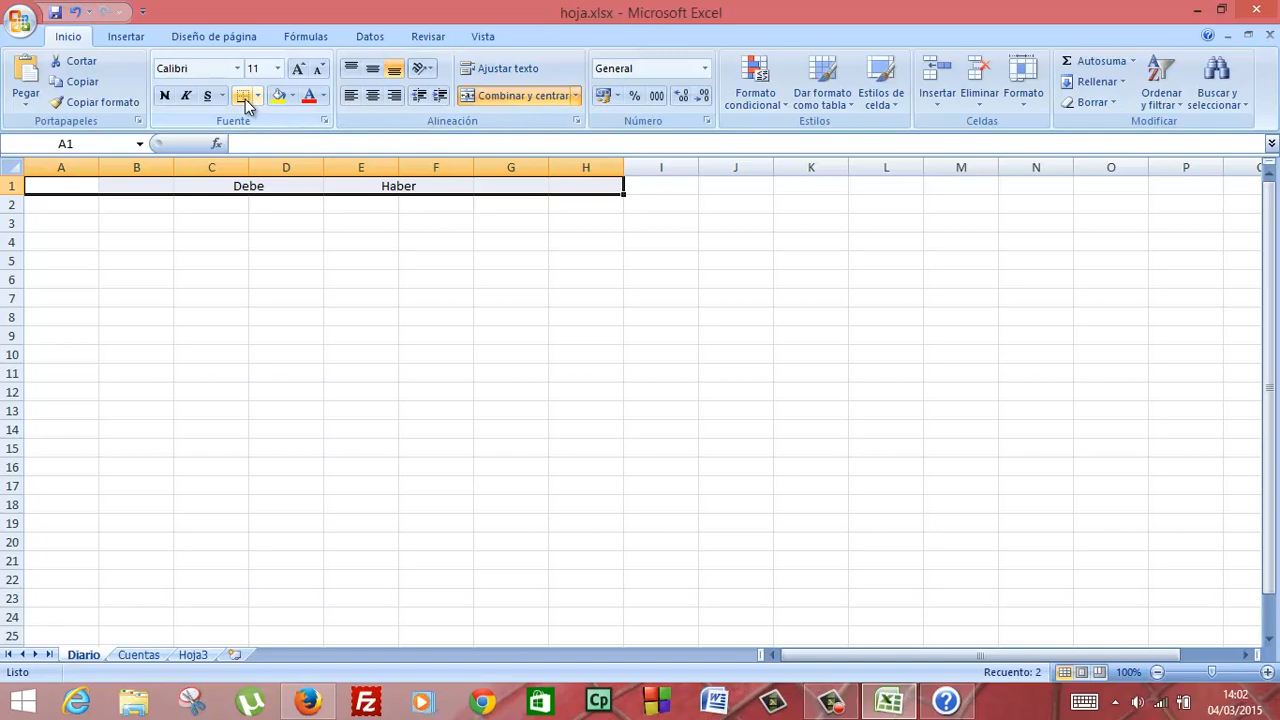 hoja.xlsx - Microsoft Excel
Inicio Insertar Diseño de página Fórmulas Datos Revisar Vista
Pegar Cortar
Copiar
Copiar formato
Portapapeles
Calibri 11
N K S A
Fuente
Ajustar texto
Combinar y centrar
Alineación
General
% 000
Número
Formato condicional
Dar formato como tabla
Estilos de celda
Estilos
Insertar Eliminar Formato
Celdas
Autosuma
Rellenar
Borrar
Ordenar y filtrar
Buscar y seleccionar
Modificar
A1 fx
A B C D E F G H I J K L M N O P
1 Debe Haber
2
3
4
5
6
7
8
9
10
11
12
13
14
15
16
17
18
19
20
21
22
23
24
25
Diario Cuentas Hoja3
Listo Recuento: 2 100%
14:02
04/03/2015